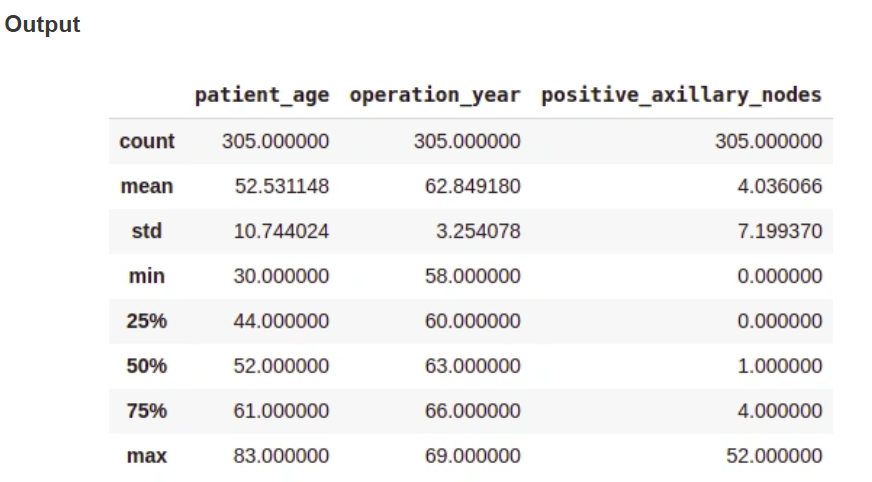 Output
patient_age operation_year positive_axillary_nodes
count 305.000000 305.000000 305.000000
mean 52.531148 62.849180 4.036066
std 10.744024 3.254078 7.199370
min 30.000000 58.000000 0.000000
25% 44.000000 60.000000 0.000000
50% 52.000000 63.000000 1.000000
75% 61.000000 66.000000 4.000000
max 83.000000 69.000000 52.000000